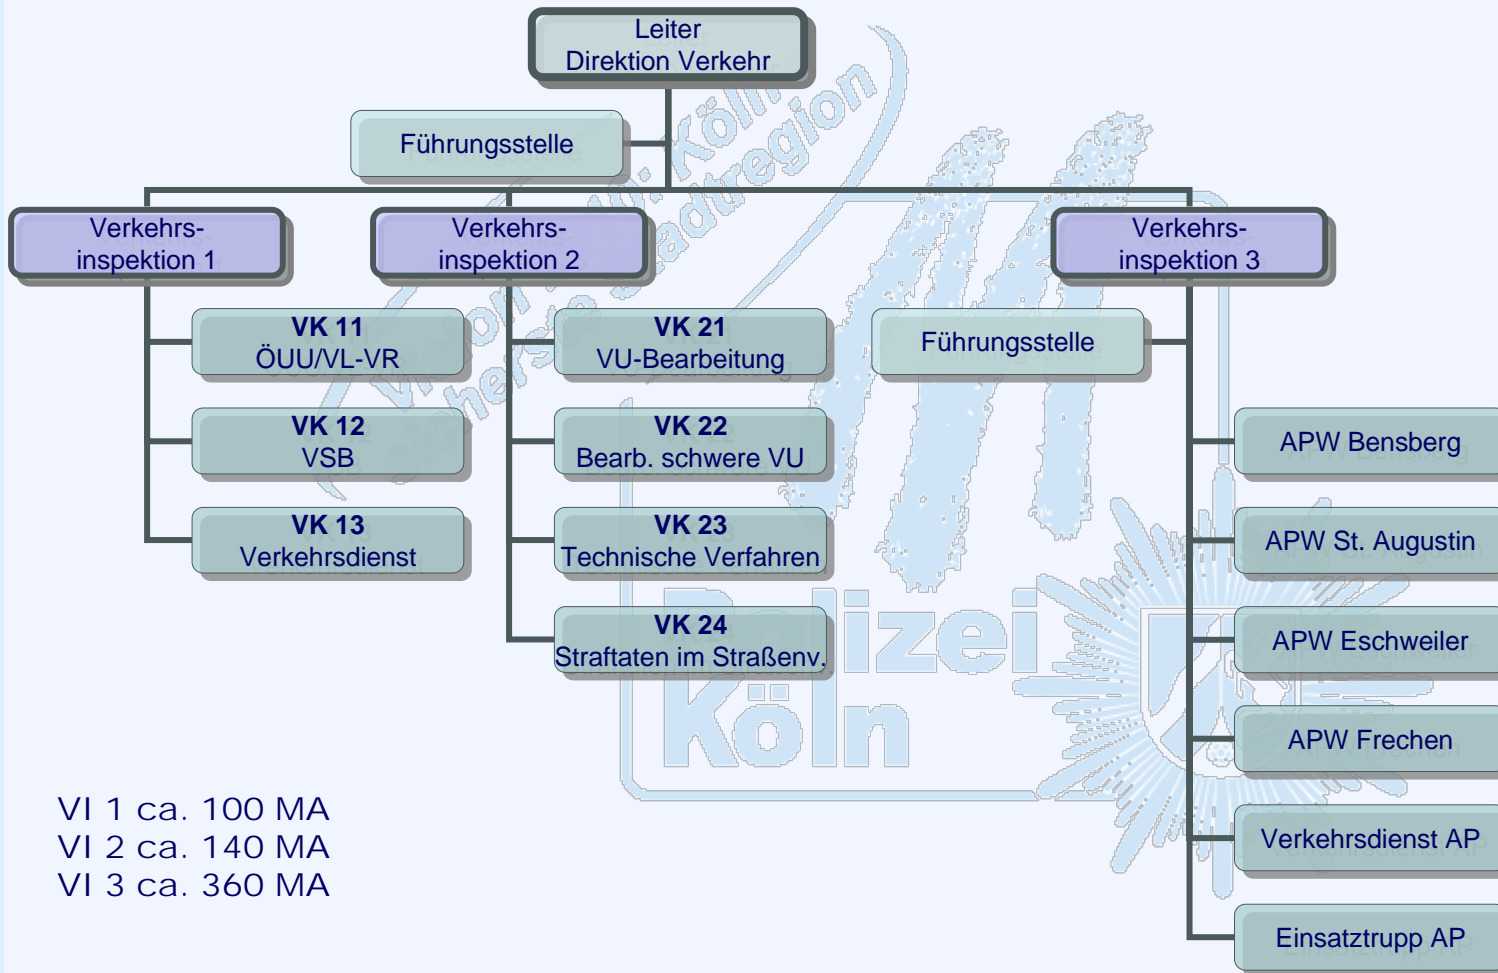 Leiter
Direktion Verkehr
Führungsstelle
Verkehrs-
inspektion 1
Verkehrs-
inspektion 2
Verkehrs-
inspektion 3
VK 11
ÖUU/VL-VR
VK 12
VSB
VK 13
Verkehrsdienst
VK 21
VU-Bearbeitung
VK 22
Bearb. schwere VU
VK 23
Technische Verfahren
VK 24
Straftaten im Straßenv.
Führungsstelle
APW Bensberg
APW St. Augustin
APW Eschweiler
APW Frechen
Verkehrsdienst AP
Einsatztrupp AP
VI 1 ca. 100 MA
VI 2 ca. 140 MA
VI 3 ca. 360 MA
Polizei
Köln